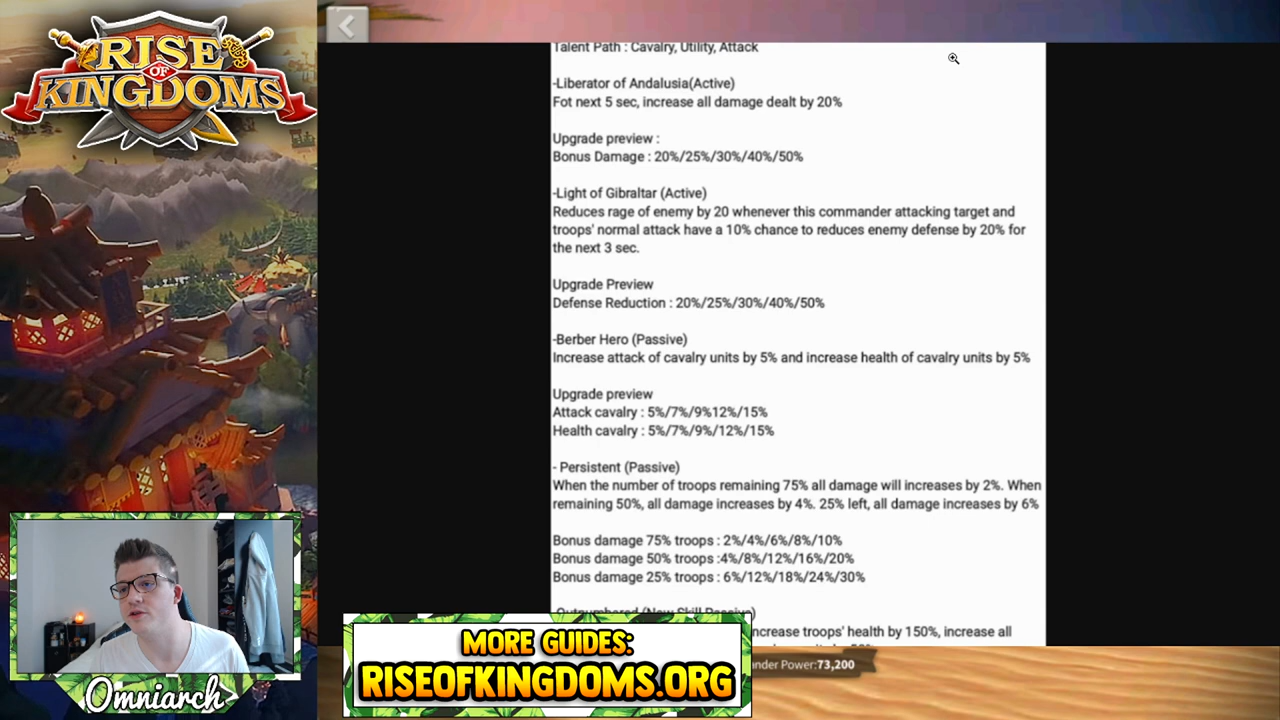 RISE
OF
KINGDOMS
Talent Path : Cavalry, Utility, Attack
-Liberator of Andalusia(Active)
Fot next 5 sec, increase all damage dealt by 20%
Upgrade preview :
Bonus Damage : 20%/25%/30%/40%/50%
-Light of Gibraltar (Active)
Reduces rage of enemy by 20 whenever this commander attacking target and
troops' normal attack have a 10% chance to reduces enemy defense by 20% for
the next 3 sec.
Upgrade Preview
Defense Reduction : 20%/25%/30%/40%/50%
-Berber Hero (Passive)
Increase attack of cavalry units by 5% and increase health of cavalry units by 5%
Upgrade preview
Attack cavalry : 5%/7%/9%12%/15%
Health cavalry : 5%/7%/9%/12%/15%
- Persistent (Passive)
When the number of troops remaining 75% all damage will increases by 2%. When
remaining 50%, all damage increases by 4%. 25% left, all damage increases by 6%
Bonus damage 75% troops : 2%/4%/6%/8%/10%
Bonus damage 50% troops :4%/8%/12%/16%/20%
Bonus damage 25% troops : 6%/12%/18%/24%/30%
-Outnumbered (New Skill Passive)
ncrease troops' health by 150%, increase all
nder Power:73,200
MORE GUIDES:
RISEOFKINGDOMS.ORG
Omniarch